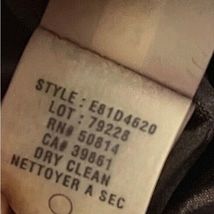 STYLE : E81D4620
LOT : 79228
RN# 50814
CA# 39861
DRY CLEAN
NETTOYER A SEC